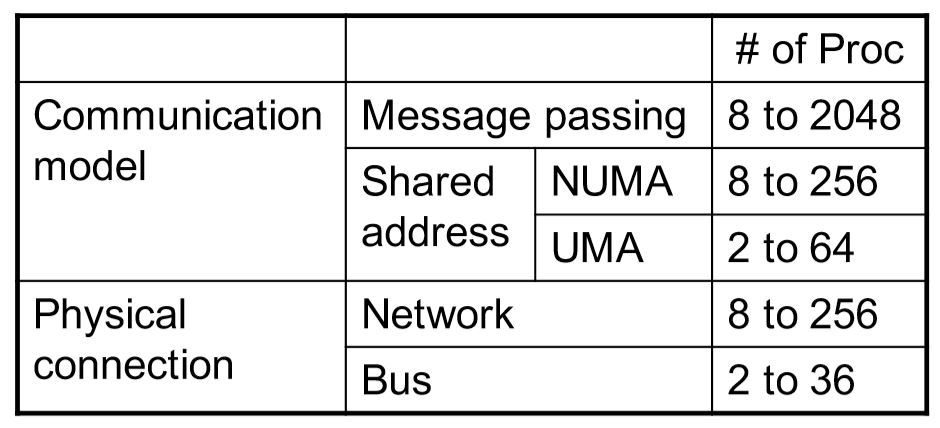 # of Proc
Communication
model
Message passing
8 to 2048
Shared
address
NUMA
8 to 256
UMA
2 to 64
Physical
connection
Network
8 to 256
Bus
2 to 36